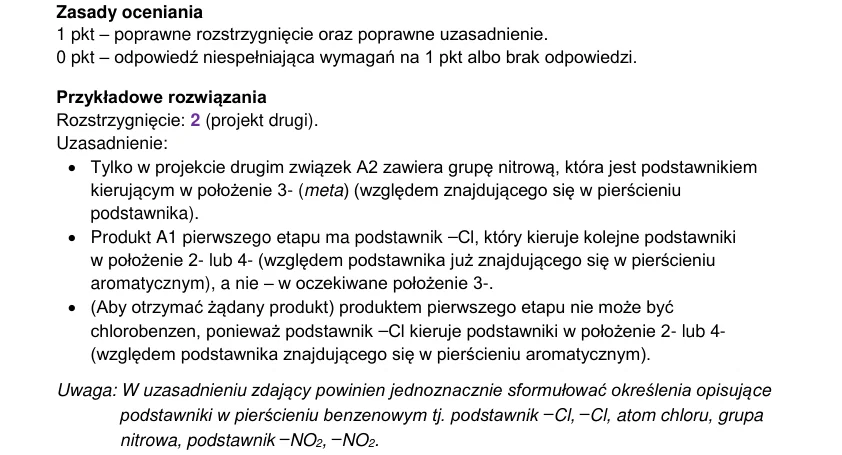 Zasady oceniania
1 pkt – poprawne rozstrzygnięcie oraz poprawne uzasadnienie.
0 pkt – odpowiedź niespełniająca wymagań na 1 pkt albo brak odpowiedzi.
Przykładowe rozwiązania
Rozstrzygnięcie: 2 (projekt drugi).
Uzasadnienie:
• Tylko w projekcie drugim związek A2 zawiera grupę nitrową, która jest podstawnikiem
kierującym w położenie 3- (meta) (względem znajdującego się w pierścieniu
podstawnika).
• Produkt A1 pierwszego etapu ma podstawnik –Cl, który kieruje kolejne podstawniki
w położenie 2- lub 4- (względem podstawnika już znajdującego się w pierścieniu
aromatycznym), a nie – w oczekiwane położenie 3-.
• (Aby otrzymać żądany produkt) produktem pierwszego etapu nie może być
chlorobenzen, ponieważ podstawnik –Cl kieruje podstawniki w położenie 2- lub 4-
(względem podstawnika znajdującego się w pierścieniu aromatycznym).
Uwaga: W uzasadnieniu zdający powinien jednoznacznie sformułować określenia opisujące
podstawniki w pierścieniu benzenowym tj. podstawnik –Cl, –Cl, atom chloru, grupa
nitrowa, podstawnik –NO₂, –NO₂.